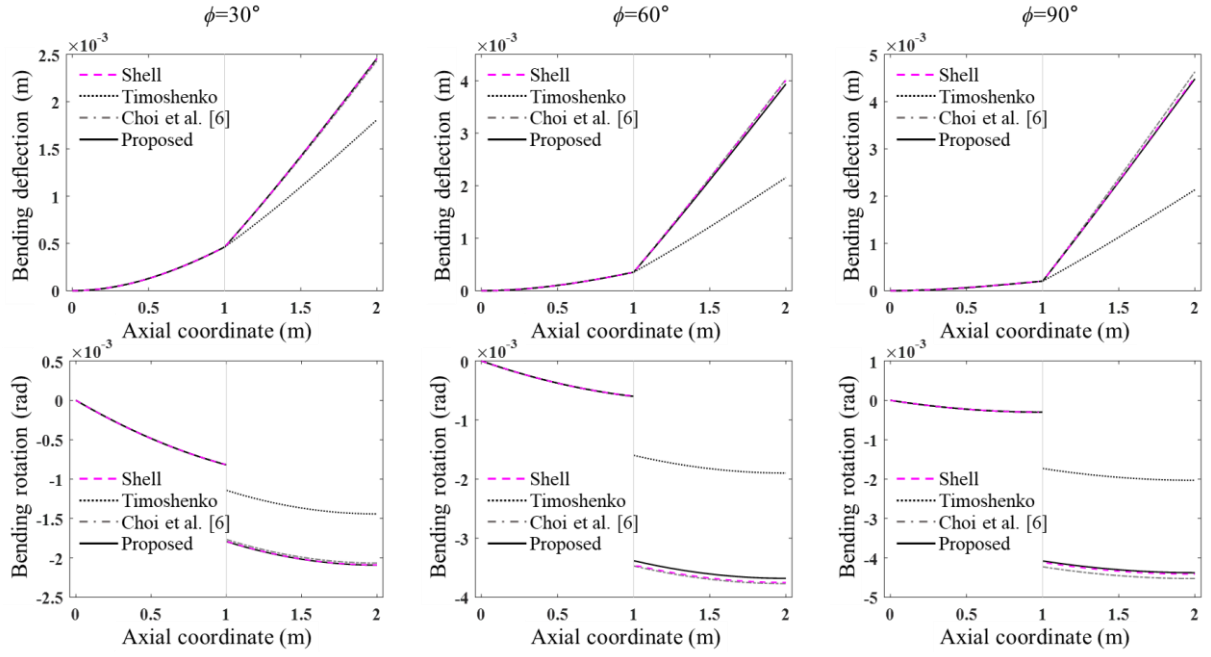 ϕ=30°
×10⁻³
2.5
2
1.5
1
0.5
0
Bending deflection (m)
Shell
Timoshenko
Choi et al. [6]
Proposed
0 0.5 1 1.5 2
Axial coordinate (m)
ϕ=60°
×10⁻³
4
3
2
1
0
Bending deflection (m)
Shell
Timoshenko
Choi et al. [6]
Proposed
0 0.5 1 1.5 2
Axial coordinate (m)
ϕ=90°
×10⁻³
5
4
3
2
1
0
Bending deflection (m)
Shell
Timoshenko
Choi et al. [6]
Proposed
0 0.5 1 1.5 2
Axial coordinate (m)
×10⁻³
0.5
0
-0.5
-1
-1.5
-2
-2.5
Bending rotation (rad)
Shell
Timoshenko
Choi et al. [6]
Proposed
0 0.5 1 1.5 2
Axial coordinate (m)
×10⁻³
0
-1
-2
-3
-4
Bending rotation (rad)
Shell
Timoshenko
Choi et al. [6]
Proposed
0 0.5 1 1.5 2
Axial coordinate (m)
×10⁻³
1
0
-1
-2
-3
-4
-5
Bending rotation (rad)
Shell
Timoshenko
Choi et al. [6]
Proposed
0 0.5 1 1.5 2
Axial coordinate (m)